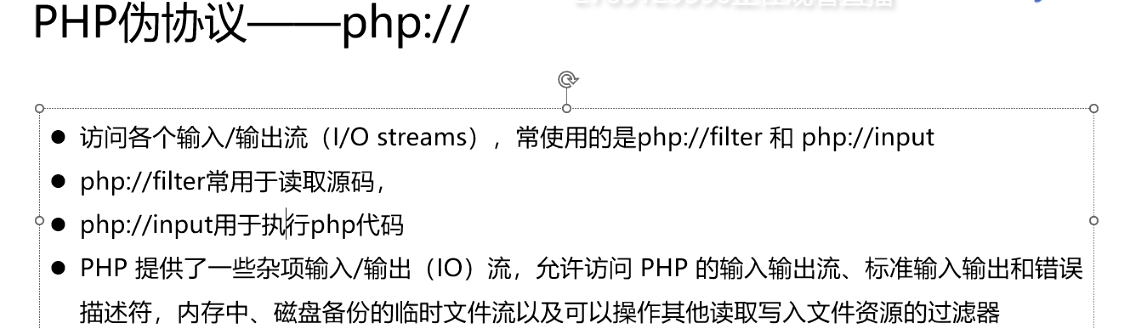 PHP伪协议——php://
访问各个输入/输出流（I/O streams），常使用的是php://filter 和 php://input
php://filter常用于读取源码，
php://input用于执行php代码
PHP 提供了一些杂项输入/输出（IO）流，允许访问 PHP 的输入输出流、标准输入输出和错误
描述符，内存中、磁盘备份的临时文件流以及可以操作其他读取写入文件资源的过滤器